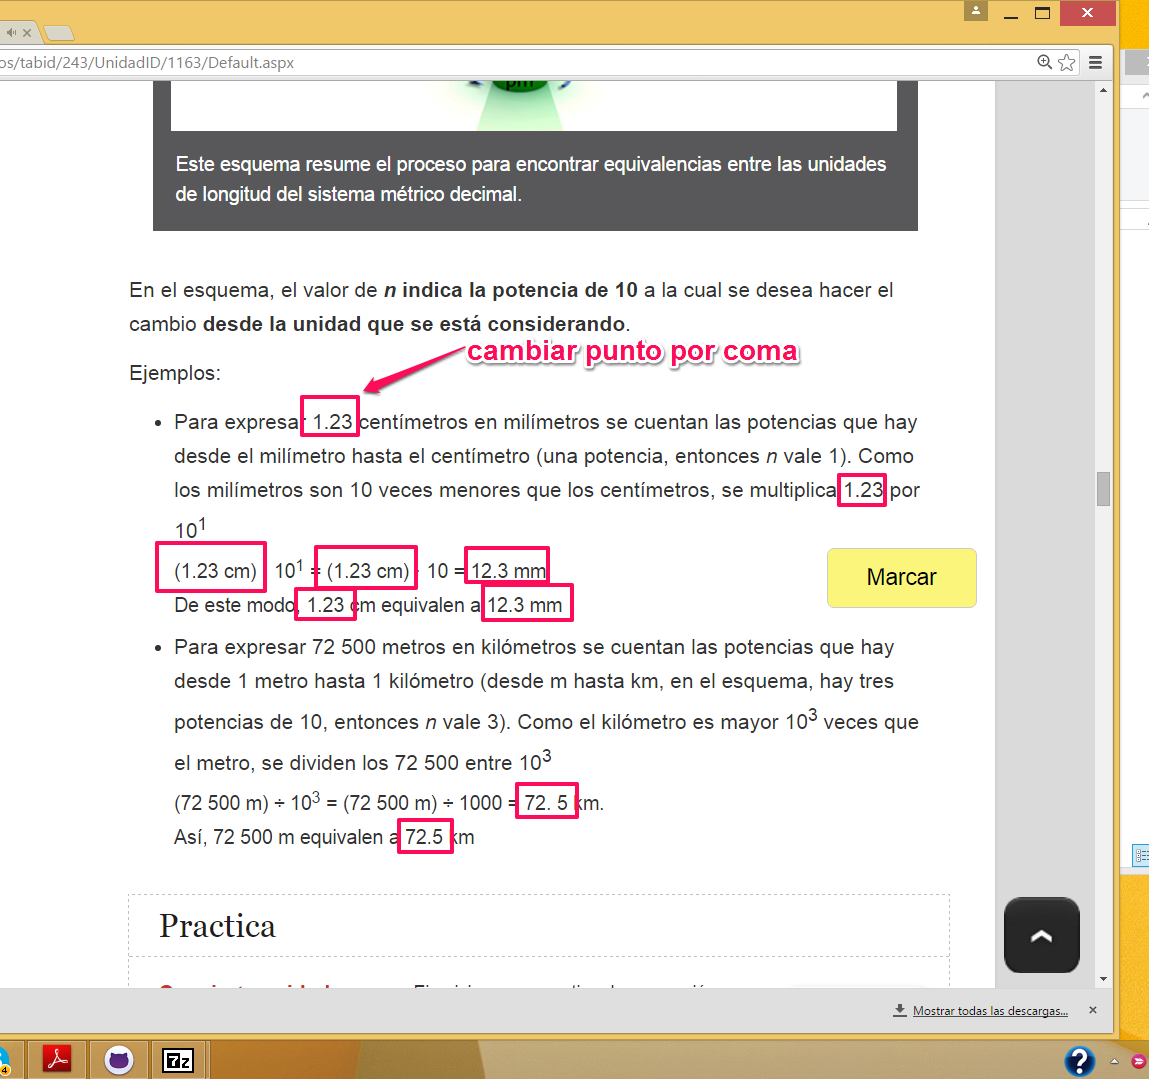 os/tabid/243/UnidadID/1163/Default.aspx
pm
Este esquema resume el proceso para encontrar equivalencias entre las unidades
de longitud del sistema métrico decimal.
En el esquema, el valor de n indica la potencia de 10 a la cual se desea hacer el
cambio desde la unidad que se está considerando.
cambiar punto por coma
Ejemplos:
• Para expresar 1.23 centímetros en milímetros se cuentan las potencias que hay
desde el milímetro hasta el centímetro (una potencia, entonces n vale 1). Como
los milímetros son 10 veces menores que los centímetros, se multiplica 1.23 por
10¹
(1.23 cm) 10¹ = (1.23 cm) · 10 = 12.3 mm
Marcar
De este modo, 1.23 cm equivalen a 12.3 mm
• Para expresar 72 500 metros en kilómetros se cuentan las potencias que hay
desde 1 metro hasta 1 kilómetro (desde m hasta km, en el esquema, hay tres
potencias de 10, entonces n vale 3). Como el kilómetro es mayor 10³ veces que
el metro, se dividen los 72 500 entre 10³
(72 500 m) ÷ 10³ = (72 500 m) ÷ 1000 = 72. 5 km.
Así, 72 500 m equivalen a 72.5 km
Practica
Mostrar todas las descargas...
4
7z
?